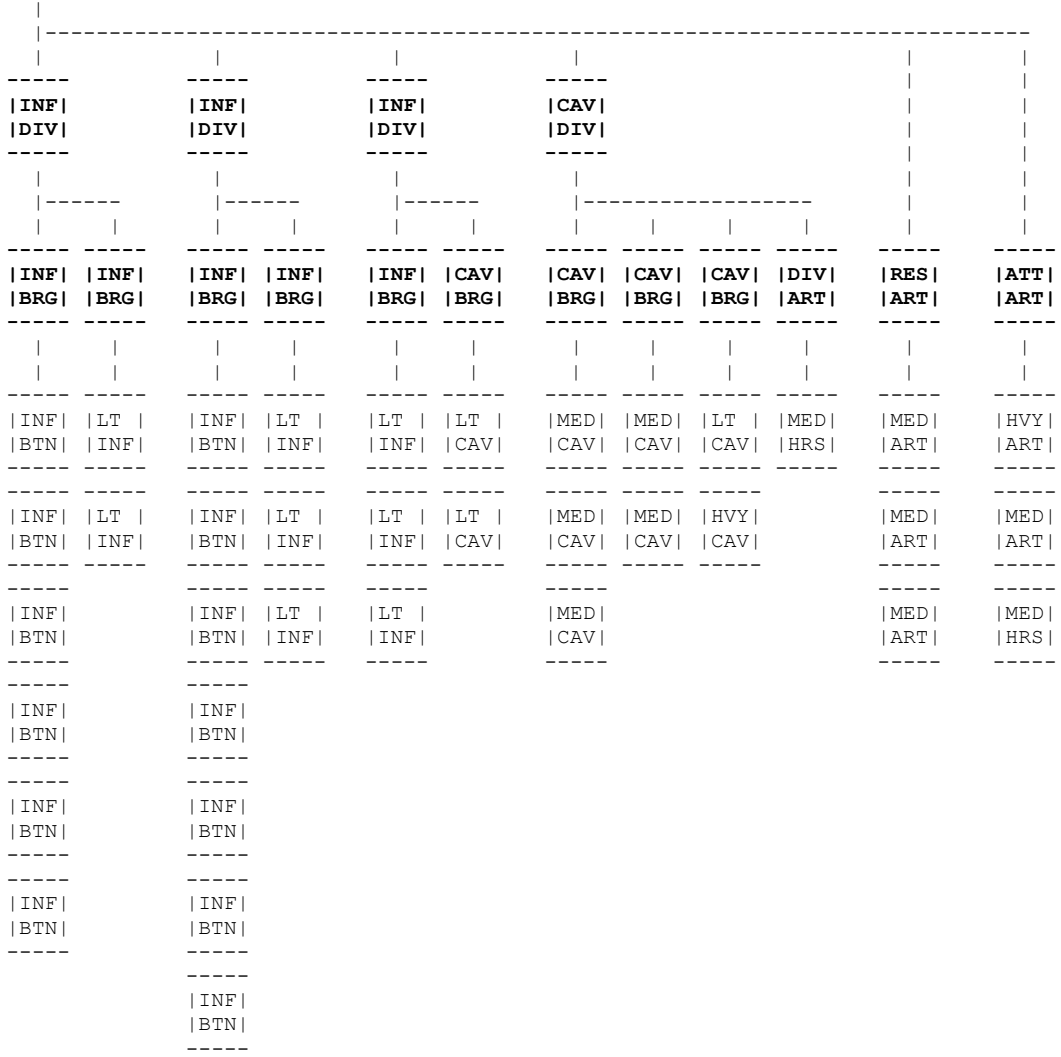 |INF| |INF| |INF| |CAV|
|DIV| |DIV| |DIV| |DIV|
|INF| |INF| |INF| |INF| |INF| |CAV| |CAV| |CAV| |CAV| |DIV| |RES| |ATT|
|BRG| |BRG| |BRG| |BRG| |BRG| |BRG| |BRG| |BRG| |BRG| |ART| |ART| |ART|
|INF| |LT | |INF| |LT | |LT | |LT | |MED| |MED| |LT | |MED| |MED| |HVY|
|BTN| |INF| |BTN| |INF| |INF| |CAV| |CAV| |CAV| |CAV| |HRS| |ART| |ART|
|INF| |LT | |INF| |LT | |LT | |LT | |MED| |MED| |HVY| |MED| |MED|
|BTN| |INF| |BTN| |INF| |INF| |CAV| |CAV| |CAV| |CAV| |ART| |ART|
|INF| |INF| |LT | |LT | |MED| |MED| |MED|
|BTN| |BTN| |INF| |INF| |CAV| |ART| |HRS|
|INF| |INF|
|BTN| |BTN|
|INF| |INF|
|BTN| |BTN|
|INF| |INF|
|BTN| |BTN|
|INF|
|BTN|